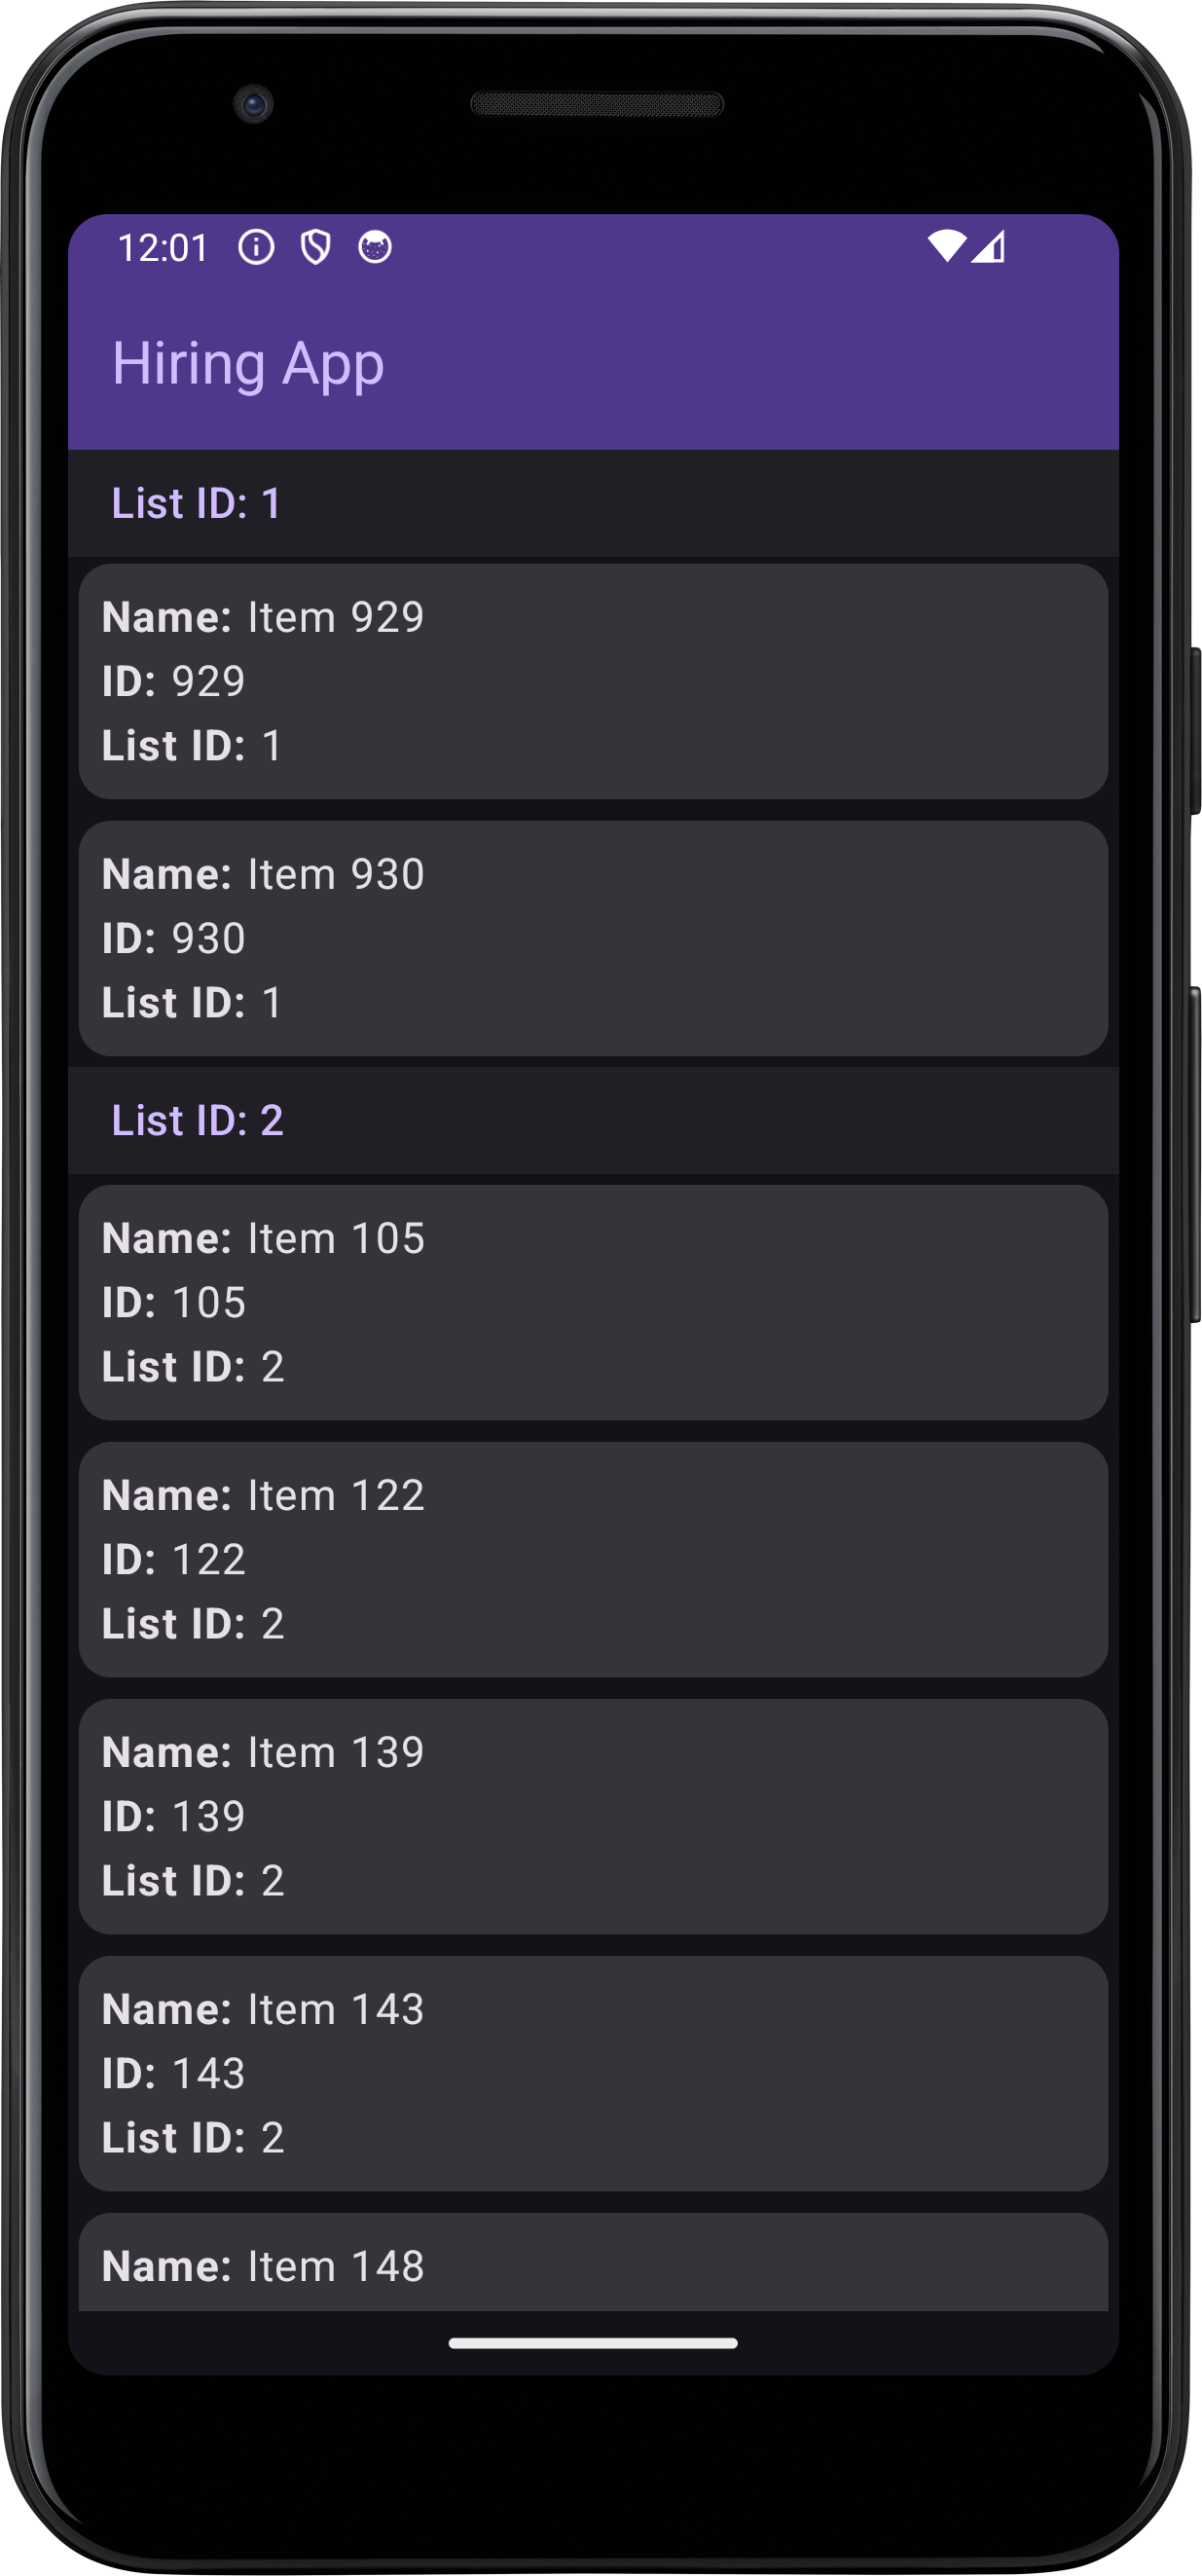 12:01
Hiring App
List ID: 1
Name: Item 929
ID: 929
List ID: 1
Name: Item 930
ID: 930
List ID: 1
List ID: 2
Name: Item 105
ID: 105
List ID: 2
Name: Item 122
ID: 122
List ID: 2
Name: Item 139
ID: 139
List ID: 2
Name: Item 143
ID: 143
List ID: 2
Name: Item 148